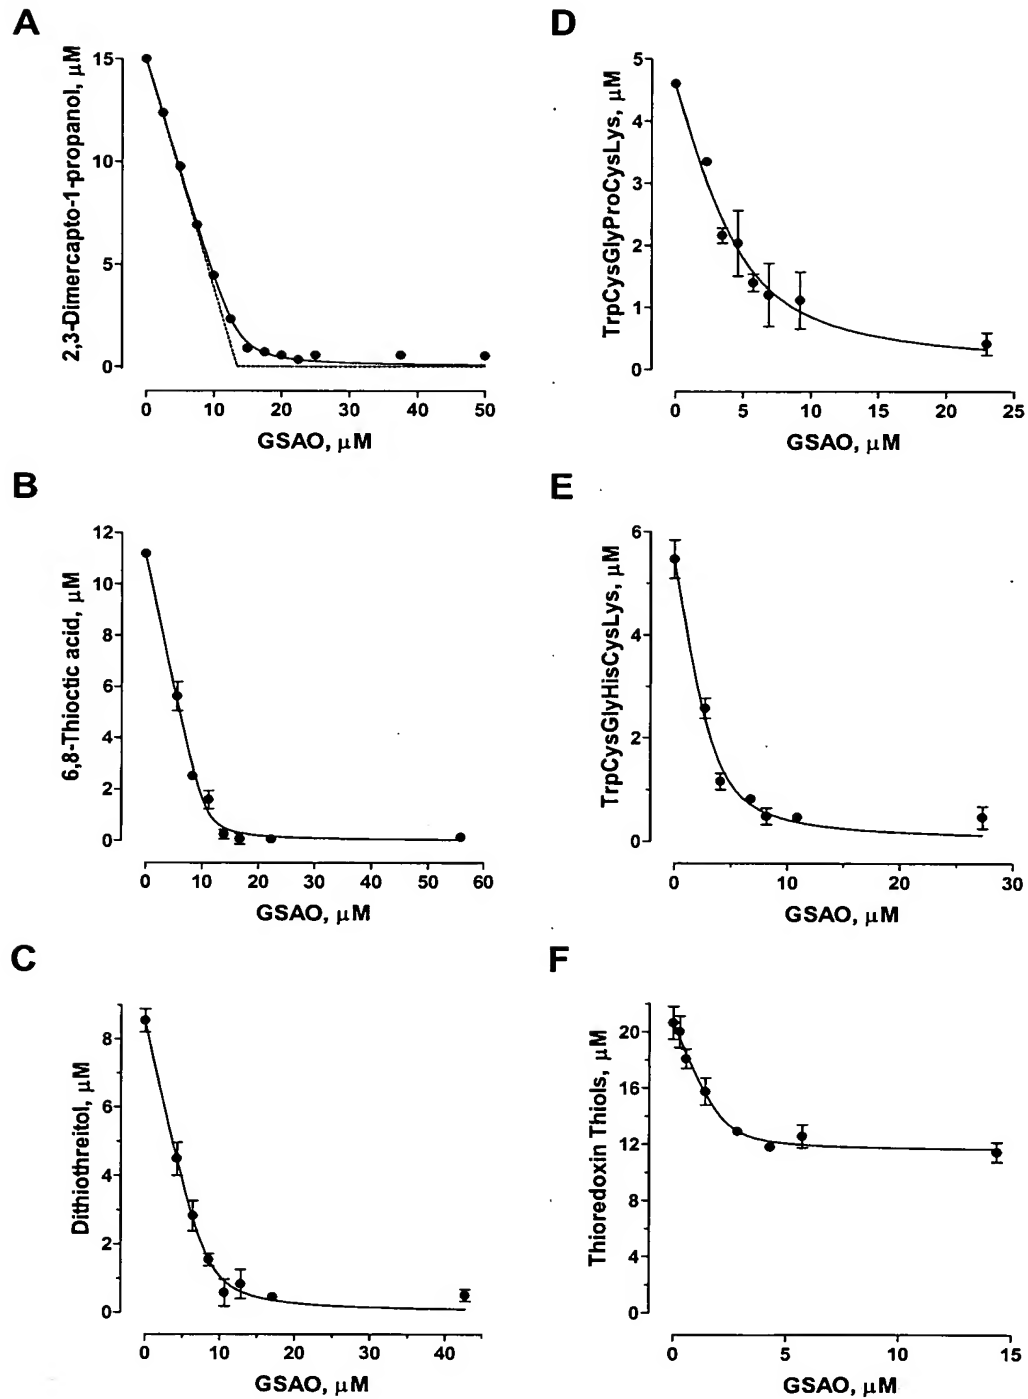 A
2,3-Dimercapto-1-propanol, µM
15
10
5
0
0 10 20 30 40 50
GSAO, µM
B
6,8-Thioctic acid, µM
12
10
8
6
4
2
0
0 10 20 30 40 50 60
GSAO, µM
C
Dithiothreitol, µM
8
6
4
2
0
0 10 20 30 40
GSAO, µM
D
TrpCysGlyProCysLys, µM
5
4
3
2
1
0
0 5 10 15 20 25
GSAO, µM
E
TrpCysGlyHisCysLys, µM
6
4
2
0
0 10 20 30
GSAO, µM
F
Thioredoxin Thiols, µM
20
16
12
8
4
0
0 5 10 15
GSAO, µM